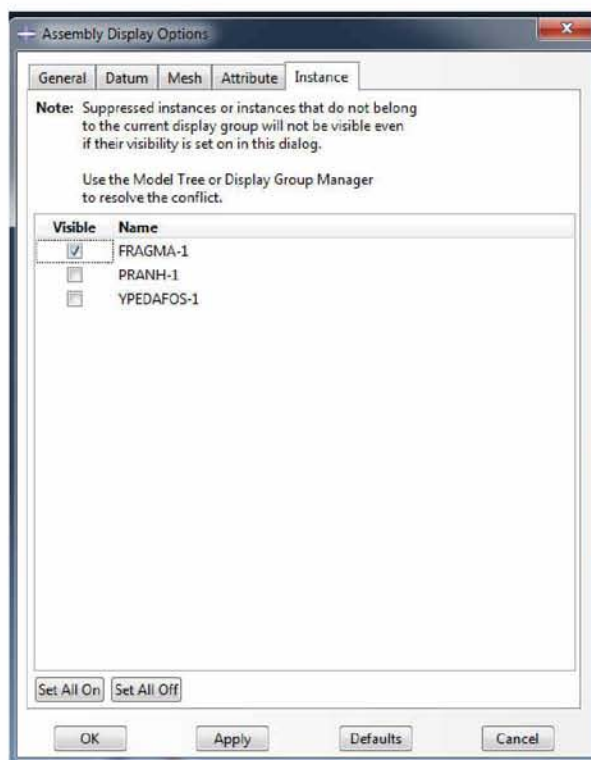 Assembly Display Options
General Datum Mesh Attribute Instance
Note: Suppressed instances or instances that do not belong
to the current display group will not be visible even
if their visibility is set on in this dialog.
Use the Model Tree or Display Group Manager
to resolve the conflict.
Visible Name
FRAGMA-1
PRANH-1
YPEDAFOS-1
Set All On Set All Off
OK Apply Defaults Cancel